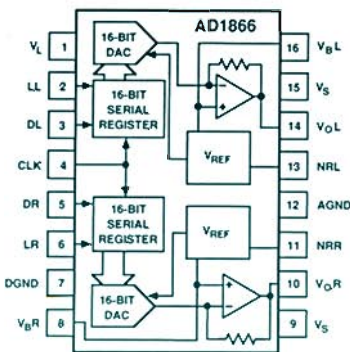 AD1866
V_L 1
LL 2
DL 3
CLK 4
DR 5
LR 6
DGND 7
V_BR 8
16-BIT
DAC
16-BIT
SERIAL
REGISTER
16-BIT
SERIAL
REGISTER
16-BIT
DAC
V_REF
V_REF
16 V_BL
15 V_S
14 V_OL
13 NRL
12 AGND
11 NRR
10 V_OR
9 V_S